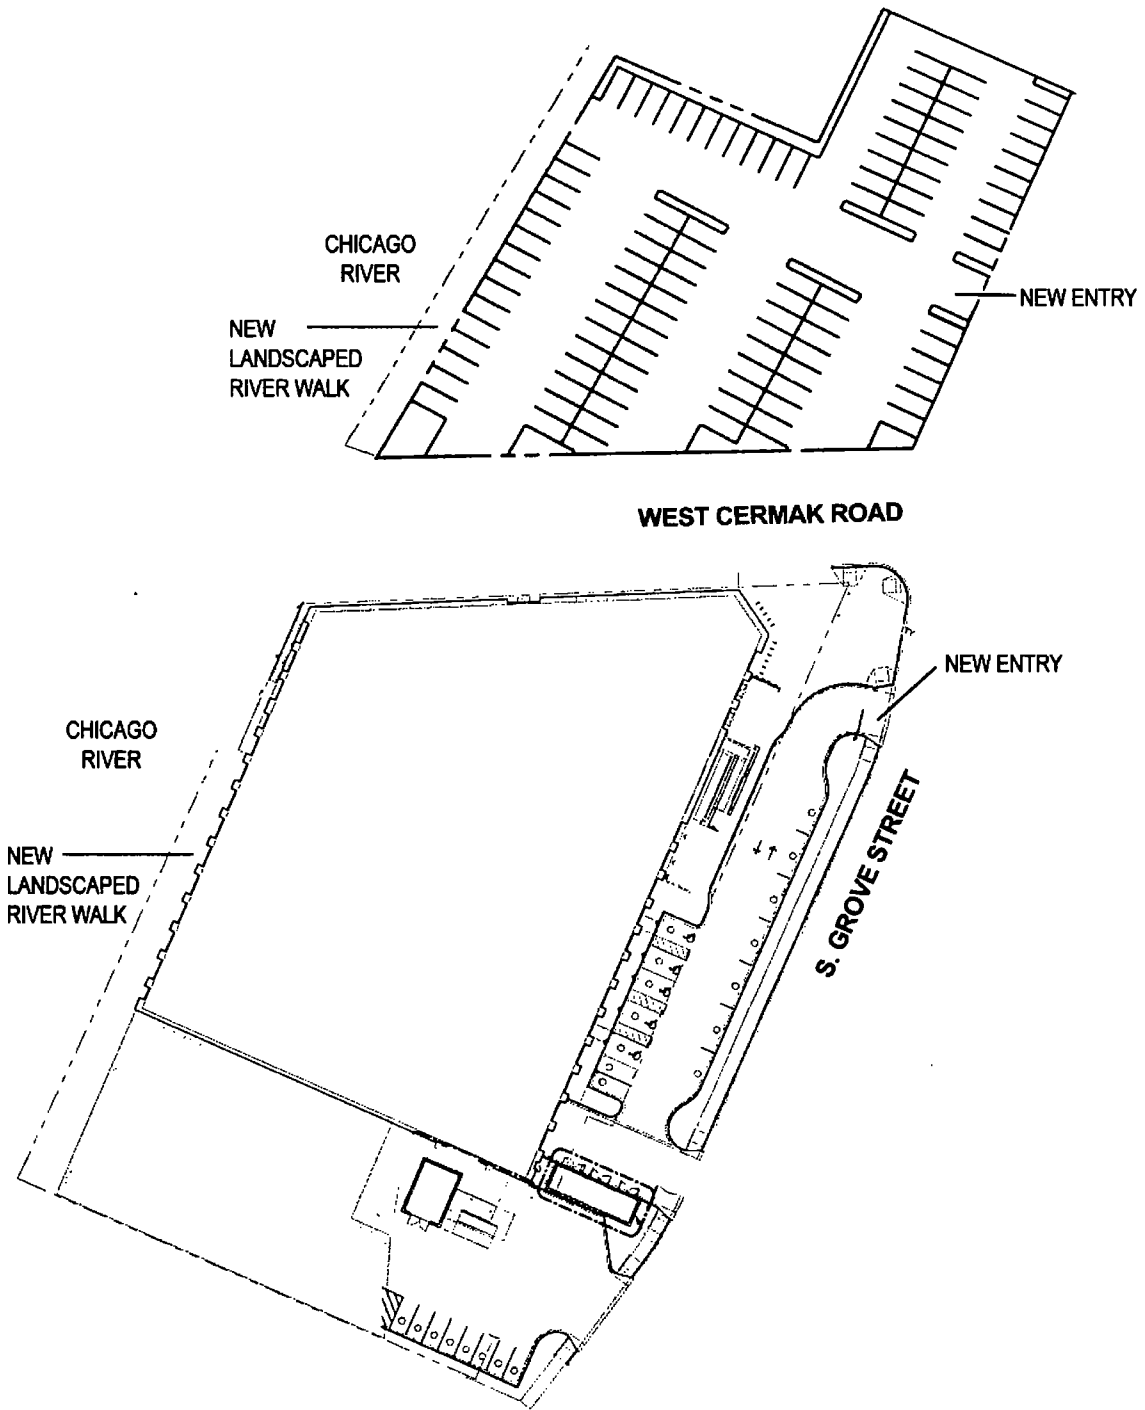 CHICAGO
RIVER
NEW
LANDSCAPED
RIVER WALK
NEW ENTRY
WEST CERMAK ROAD
NEW ENTRY
CHICAGO
RIVER
NEW
LANDSCAPED
RIVER WALK
S. GROVE STREET